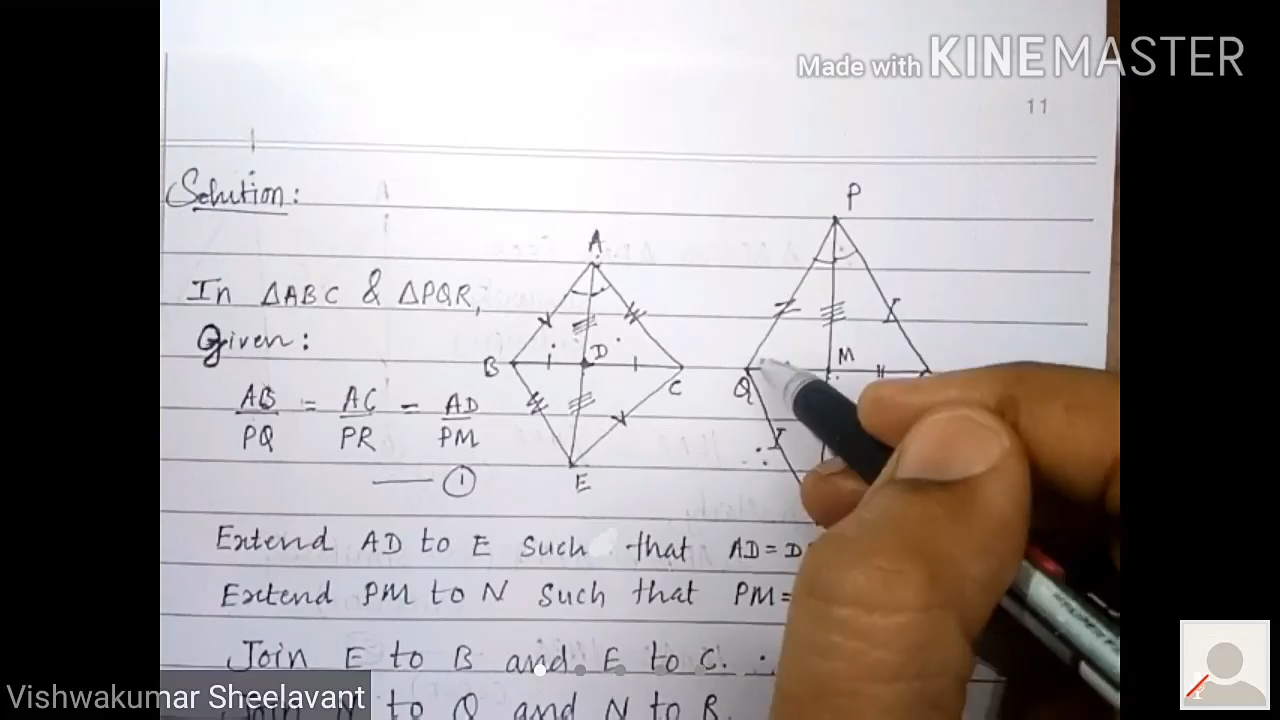 Made with KINEMASTER
11
Solution:
P
A
In ΔABC & ΔPQR,
Given:
B D C
Q M
AB/PQ = AC/PR = AD/PM
①
E
Extend AD to E such that AD = D
Extend PM to N such that PM =
Join E to B and E to C. ∴
Join N to Q and N to R.
Vishwakumar Sheelavant